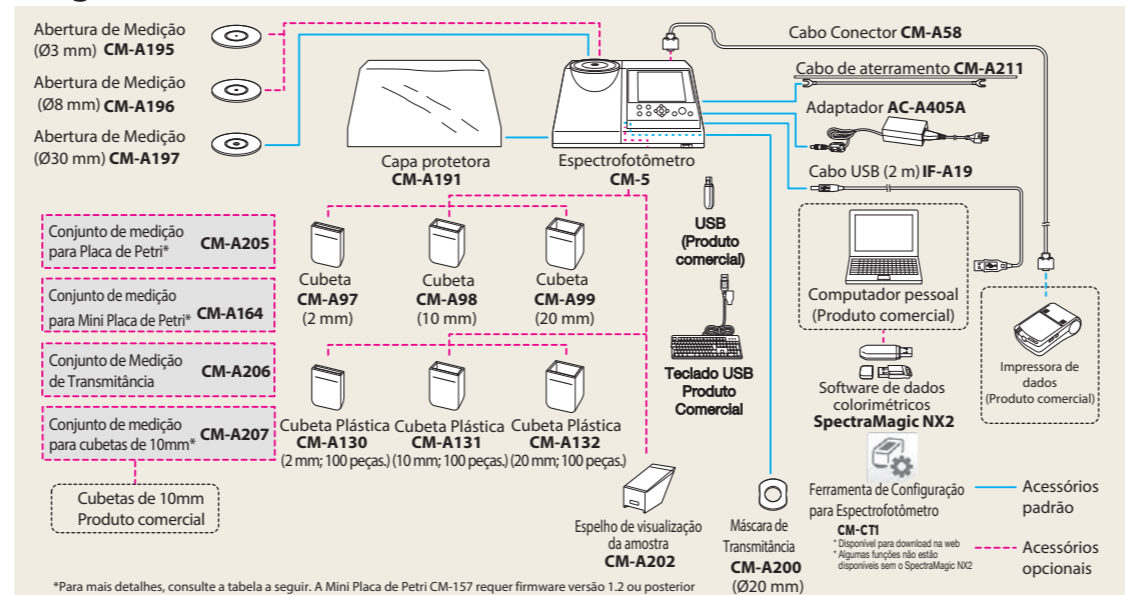 Abertura de Medição
(Ø3 mm) CM-A195
Abertura de Medição
(Ø8 mm) CM-A196
Abertura de Medição
(Ø30 mm) CM-A197
Capa protetora
CM-A191
Espectrofotômetro
CM-5
Cabo Conector CM-A58
Cabo de aterramento CM-A211
Adaptador AC-A405A
Cabo USB (2 m) IF-A19
Conjunto de medição
para Placa de Petri* CM-A205
Conjunto de medição
para Mini Placa de Petri* CM-A164
Conjunto de Medição
de Transmitância CM-A206
Conjunto de medição
para cubetas de 10mm* CM-A207
Cubetas de 10mm
Produto comercial
Cubeta
CM-A97
(2 mm)
Cubeta
CM-A98
(10 mm)
Cubeta
CM-A99
(20 mm)
Cubeta Plástica
CM-A130
(2 mm; 100 peças.)
Cubeta Plástica
CM-A131
(10 mm; 100 peças.)
Cubeta Plástica
CM-A132
(20 mm; 100 peças.)
Espelho de visualização
da amostra
CM-A202
USB
(Produto
comercial)
Teclado USB
Produto
Comercial
Máscara de
Transmitância
CM-A200
(Ø20 mm)
Computador pessoal
(Produto comercial)
Software de dados
colorimétricos
SpectraMagic NX2
Ferramenta de Configuração
para Espectrofotômetro
CM-CT1
* Disponível para download na web
* Algumas funções não estão
disponíveis sem o SpectraMagic NX2
Impressora de
dados
(Produto comercial)
Acessórios
padrão
Acessórios
opcionais
*Para mais detalhes, consulte a tabela a seguir. A Mini Placa de Petri CM-157 requer firmware versão 1.2 ou posterior